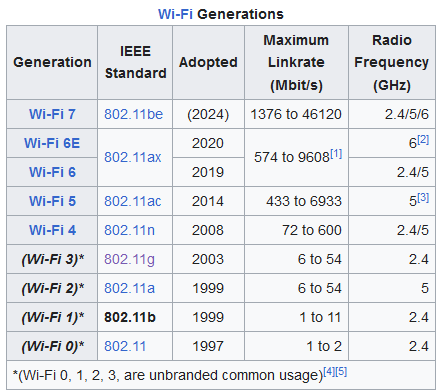 Wi-Fi Generations
Generation IEEE Standard Adopted Maximum Linkrate (Mbit/s) Radio Frequency (GHz)
Wi-Fi 7 802.11be (2024) 1376 to 46120 2.4/5/6
Wi-Fi 6E 802.11ax 2020 574 to 9608[1] 6[2]
Wi-Fi 6 2019 2.4/5
Wi-Fi 5 802.11ac 2014 433 to 6933 5[3]
Wi-Fi 4 802.11n 2008 72 to 600 2.4/5
(Wi-Fi 3)* 802.11g 2003 6 to 54 2.4
(Wi-Fi 2)* 802.11a 1999 6 to 54 5
(Wi-Fi 1)* 802.11b 1999 1 to 11 2.4
(Wi-Fi 0)* 802.11 1997 1 to 2 2.4
*(Wi-Fi 0, 1, 2, 3, are unbranded common usage)[4][5]